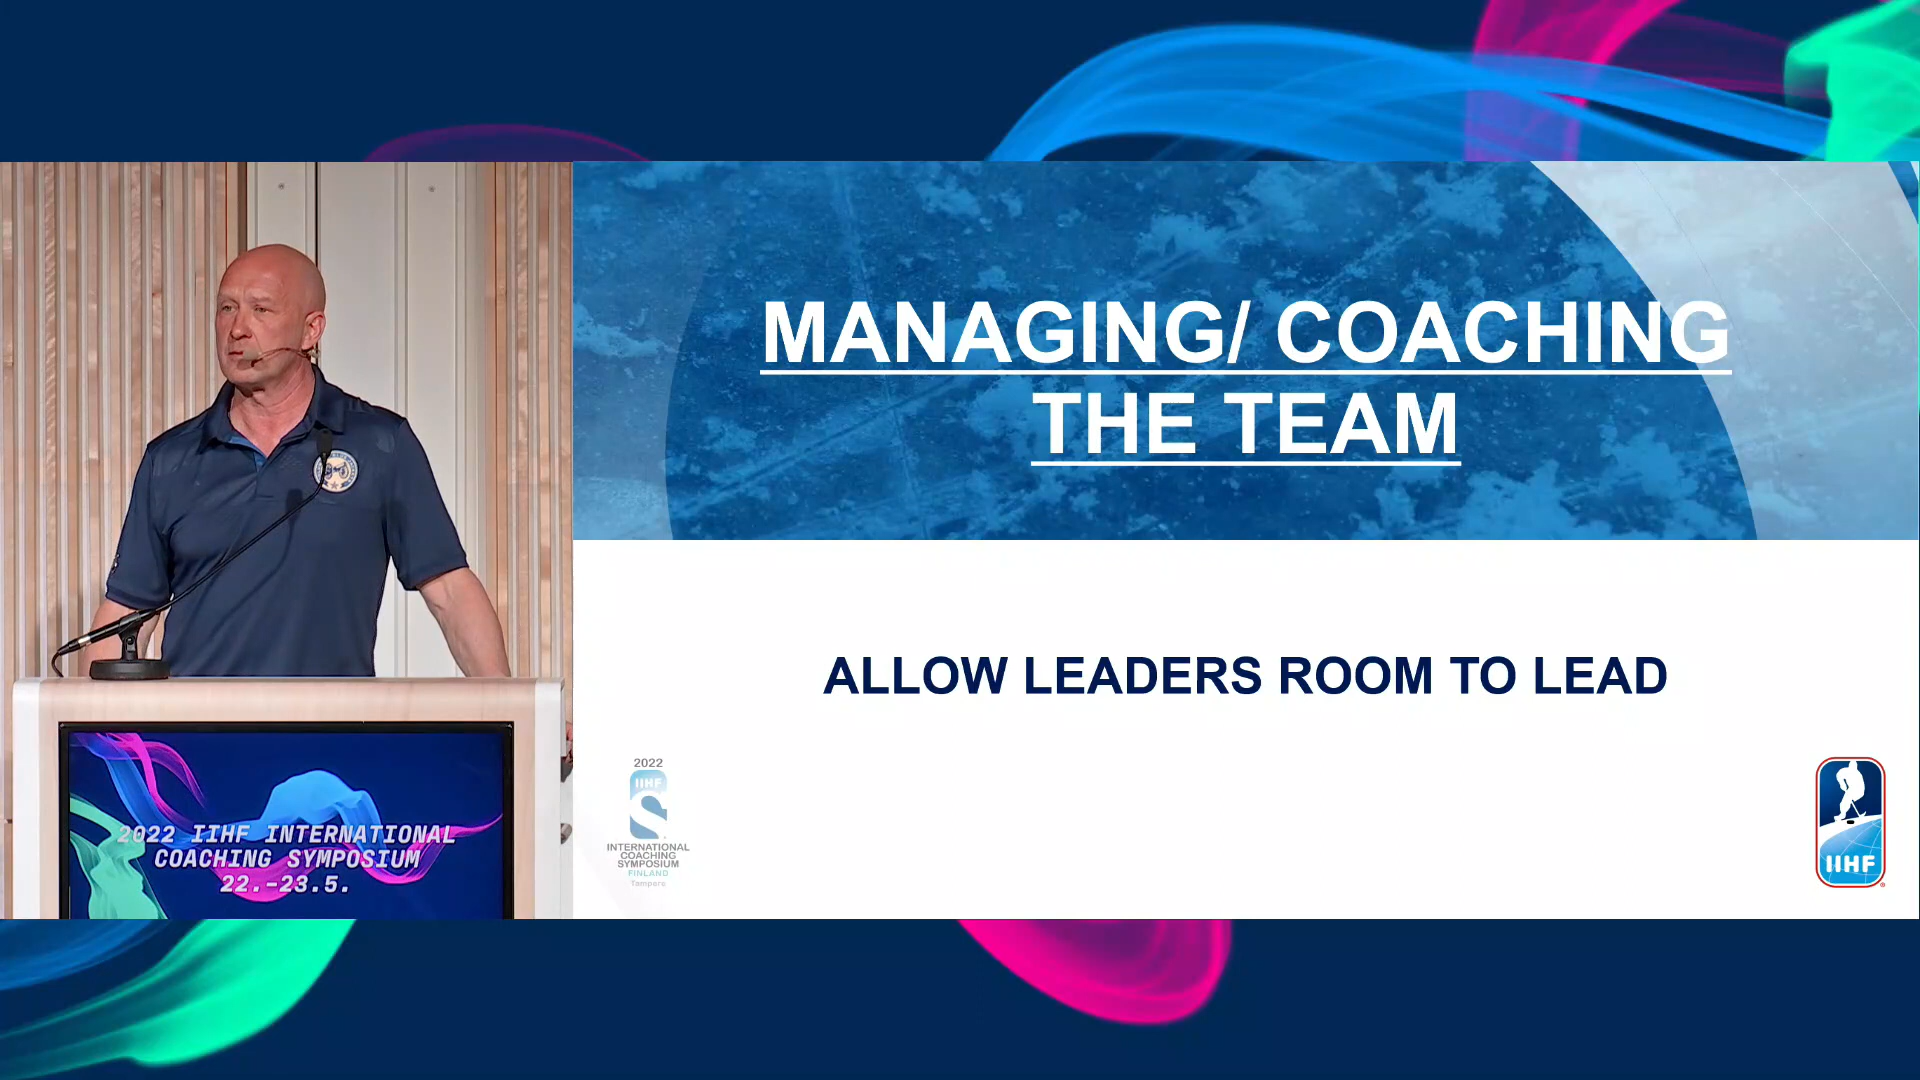 MANAGING/ COACHING
THE TEAM
ALLOW LEADERS ROOM TO LEAD
2022
IIHF
INTERNATIONAL
COACHING
SYMPOSIUM
FINLAND
Tampere
IIHF
2022 IIHF INTERNATIONAL
COACHING SYMPOSIUM
22.-23.5.